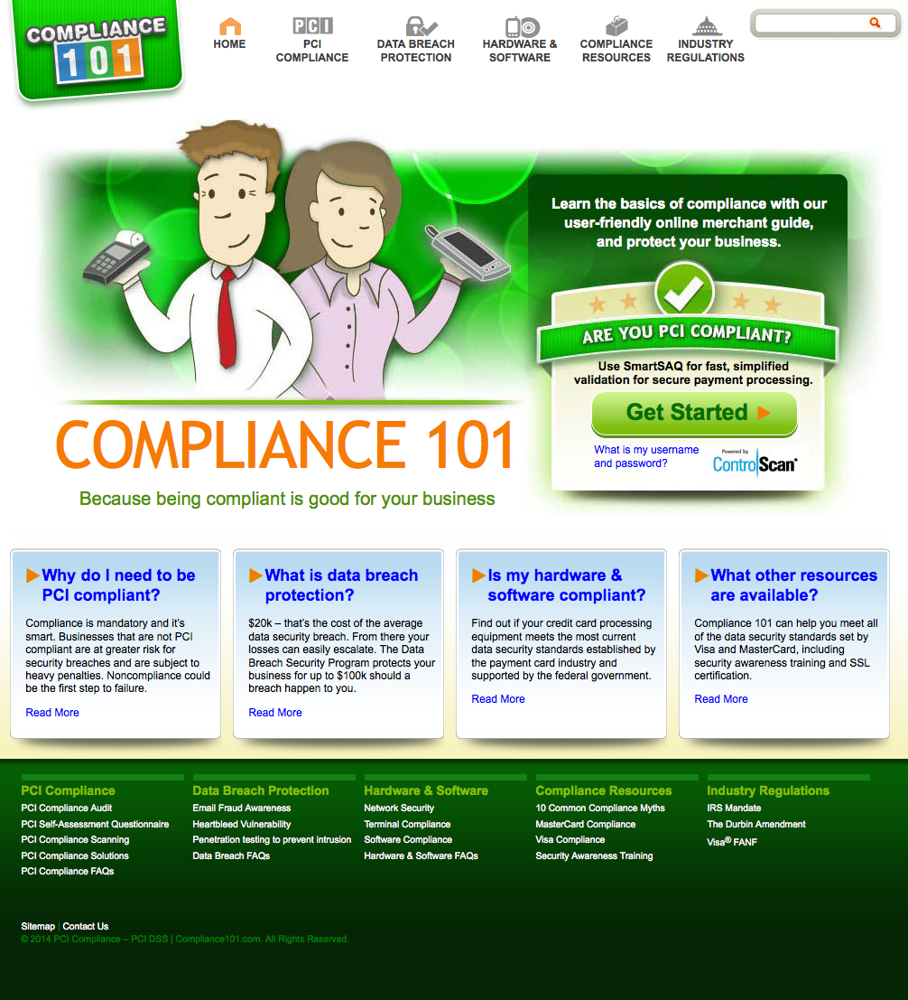 COMPLIANCE
101
HOME
PCI
PCI
COMPLIANCE
DATA BREACH
PROTECTION
HARDWARE &
SOFTWARE
COMPLIANCE
RESOURCES
INDUSTRY
REGULATIONS
Learn the basics of compliance with our
user-friendly online merchant guide,
and protect your business.
ARE YOU PCI COMPLIANT?
Use SmartSAQ for fast, simplified
validation for secure payment processing.
Get Started
What is my username
and password?
Powered by
ControlScan
COMPLIANCE 101
Because being compliant is good for your business
Why do I need to be
PCI compliant?
Compliance is mandatory and it's
smart. Businesses that are not PCI
compliant are at greater risk for
security breaches and are subject to
heavy penalties. Noncompliance could
be the first step to failure.
Read More
What is data breach
protection?
$20k – that's the cost of the average
data security breach. From there your
losses can easily escalate. The Data
Breach Security Program protects your
business for up to $100k should a
breach happen to you.
Read More
Is my hardware &
software compliant?
Find out if your credit card processing
equipment meets the most current
data security standards established by
the payment card industry and
supported by the federal government.
Read More
What other resources
are available?
Compliance 101 can help you meet all
of the data security standards set by
Visa and MasterCard, including
security awareness training and SSL
certification.
Read More
PCI Compliance
PCI Compliance Audit
PCI Self-Assessment Questionnaire
PCI Compliance Scanning
PCI Compliance Solutions
PCI Compliance FAQs
Data Breach Protection
Email Fraud Awareness
Heartbleed Vulnerability
Penetration testing to prevent intrusion
Data Breach FAQs
Hardware & Software
Network Security
Terminal Compliance
Software Compliance
Hardware & Software FAQs
Compliance Resources
10 Common Compliance Myths
MasterCard Compliance
Visa Compliance
Security Awareness Training
Industry Regulations
IRS Mandate
The Durbin Amendment
Visa® FANF
Sitemap | Contact Us
© 2014 PCI Compliance – PCI DSS | Compliance101.com. All Rights Reserved.